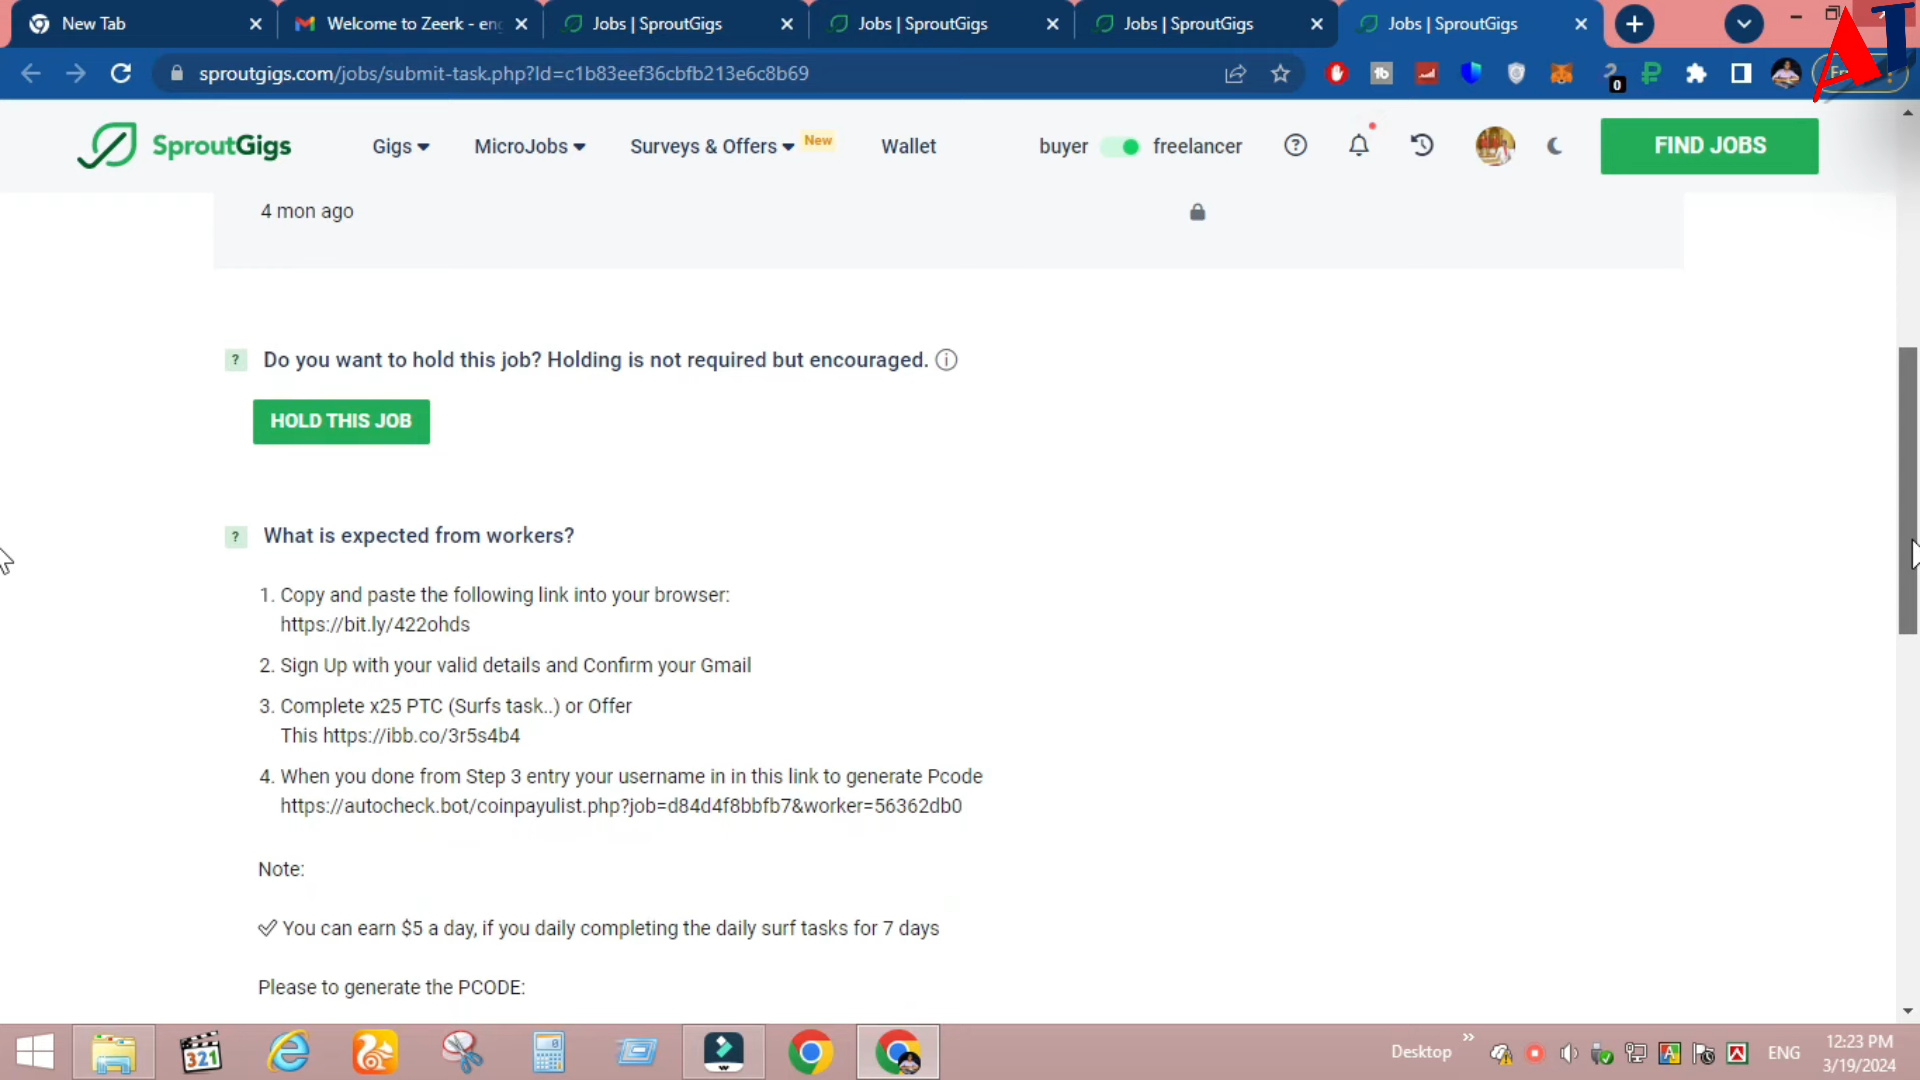 New Tab
Welcome to Zeerk - en
Jobs | SproutGigs
Jobs | SproutGigs
Jobs | SproutGigs
Jobs | SproutGigs
AT
sproutgigs.com/jobs/submit-task.php?Id=c1b83eef36cbfb213e6c8b69
0
SproutGigs
Gigs
MicroJobs
Surveys & Offers
New
Wallet
buyer
freelancer
FIND JOBS
4 mon ago
? Do you want to hold this job? Holding is not required but encouraged.
HOLD THIS JOB
? What is expected from workers?
1. Copy and paste the following link into your browser:
https://bit.ly/422ohds
2. Sign Up with your valid details and Confirm your Gmail
3. Complete x25 PTC (Surfs task..) or Offer
This https://ibb.co/3r5s4b4
4. When you done from Step 3 entry your username in in this link to generate Pcode
https://autocheck.bot/coinpayulist.php?job=d84d4f8bbfb7&worker=56362db0
Note:
✅ You can earn $5 a day, if you daily completing the daily surf tasks for 7 days
Please to generate the PCODE:
321
Desktop
ENG
12:23 PM
3/19/2024